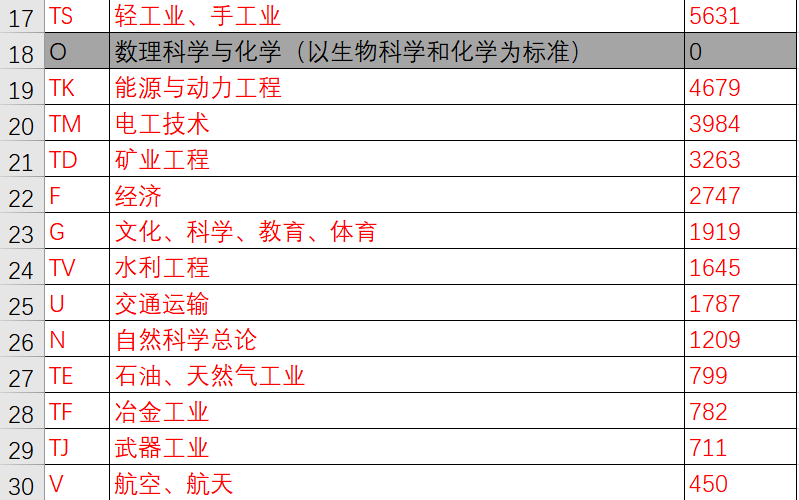 17 TS 轻工业、手工业 5631
18 O 数理科学与化学（以生物科学和化学为标准） 0
19 TK 能源与动力工程 4679
20 TM 电工技术 3984
21 TD 矿业工程 3263
22 F 经济 2747
23 G 文化、科学、教育、体育 1919
24 TV 水利工程 1645
25 U 交通运输 1787
26 N 自然科学总论 1209
27 TE 石油、天然气工业 799
28 TF 冶金工业 782
29 TJ 武器工业 711
30 V 航空、航天 450